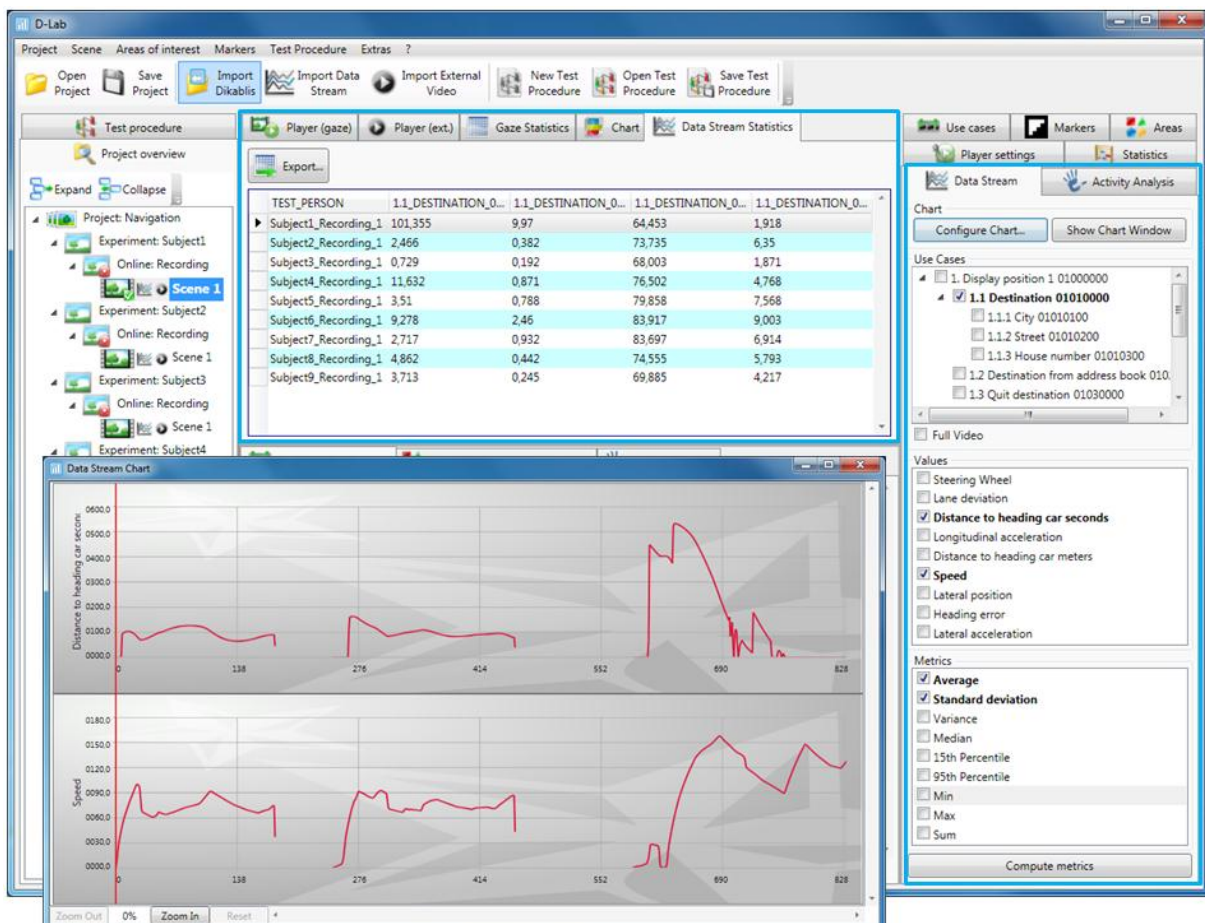 D-Lab
Project Scene Areas of interest Markers Test Procedure Extras ?
Open Project
Save Project
Import Dikablis
Import Data Stream
Import External Video
New Test Procedure
Open Test Procedure
Save Test Procedure
Test procedure
Project overview
Expand Collapse
Project: Navigation
Experiment: Subject1
Online: Recording
Scene 1
Experiment: Subject2
Online: Recording
Scene 1
Experiment: Subject3
Online: Recording
Scene 1
Experiment: Subject4
Player (gaze) Player (ext.) Gaze Statistics Chart Data Stream Statistics
Export...
TEST_PERSON 1.1_DESTINATION_0... 1.1_DESTINATION_0... 1.1_DESTINATION_0... 1.1_DESTINATION_0...
Subject1_Recording_1 101,355 9,97 64,453 1,918
Subject2_Recording_1 2,466 0,382 73,735 6,35
Subject3_Recording_1 0,729 0,192 68,003 1,871
Subject4_Recording_1 11,632 0,871 76,502 4,768
Subject5_Recording_1 3,51 0,788 79,858 7,568
Subject6_Recording_1 9,278 2,46 83,917 9,003
Subject7_Recording_1 2,717 0,932 83,697 6,914
Subject8_Recording_1 4,862 0,442 74,555 5,793
Subject9_Recording_1 3,713 0,245 69,885 4,217
Use cases Markers Areas
Player settings Statistics
Data Stream Activity Analysis
Chart
Configure Chart... Show Chart Window
Use Cases
1. Display position 1 01000000
1.1 Destination 01010000
1.1.1 City 01010100
1.1.2 Street 01010200
1.1.3 House number 01010300
1.2 Destination from address book 010.
1.3 Quit destination 01030000
Full Video
Values
Steering Wheel
Lane deviation
Distance to heading car seconds
Longitudinal acceleration
Distance to heading car meters
Speed
Lateral position
Heading error
Lateral acceleration
Metrics
Average
Standard deviation
Variance
Median
15th Percentile
95th Percentile
Min
Max
Sum
Compute metrics
Data Stream Chart
Distance to heading car second
0600.0
0500.0
0400.0
0300.0
0200.0
0100.0
0000.0
0 138 276 414 552 690 828
Speed
0180.0
0150.0
0120.0
0090.0
0060.0
0030.0
0000.0
0 138 276 414 552 690 828
Zoom Out 0% Zoom In Reset